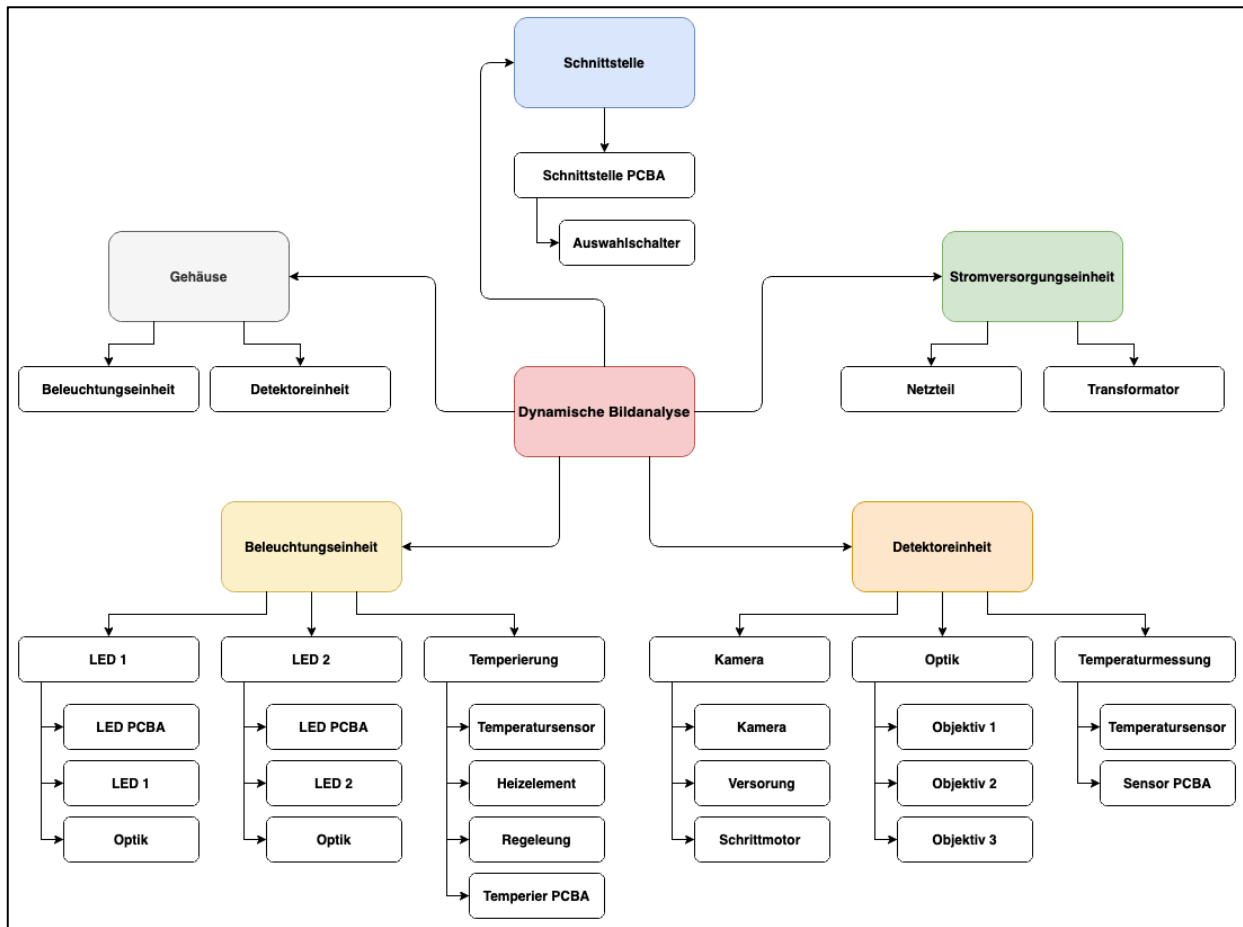 Schnittstelle
Schnittstelle PCBA
Auswahlschalter
Gehäuse
Beleuchtungseinheit
Detektoreinheit
Stromversorgungseinheit
Netzteil
Transformator
Dynamische Bildanalyse
Beleuchtungseinheit
LED 1
LED PCBA
LED 1
Optik
LED 2
LED PCBA
LED 2
Optik
Temperierung
Temperatursensor
Heizelement
Regeleung
Temperier PCBA
Detektoreinheit
Kamera
Kamera
Versorung
Schrittmotor
Optik
Objektiv 1
Objektiv 2
Objektiv 3
Temperaturmessung
Temperatursensor
Sensor PCBA